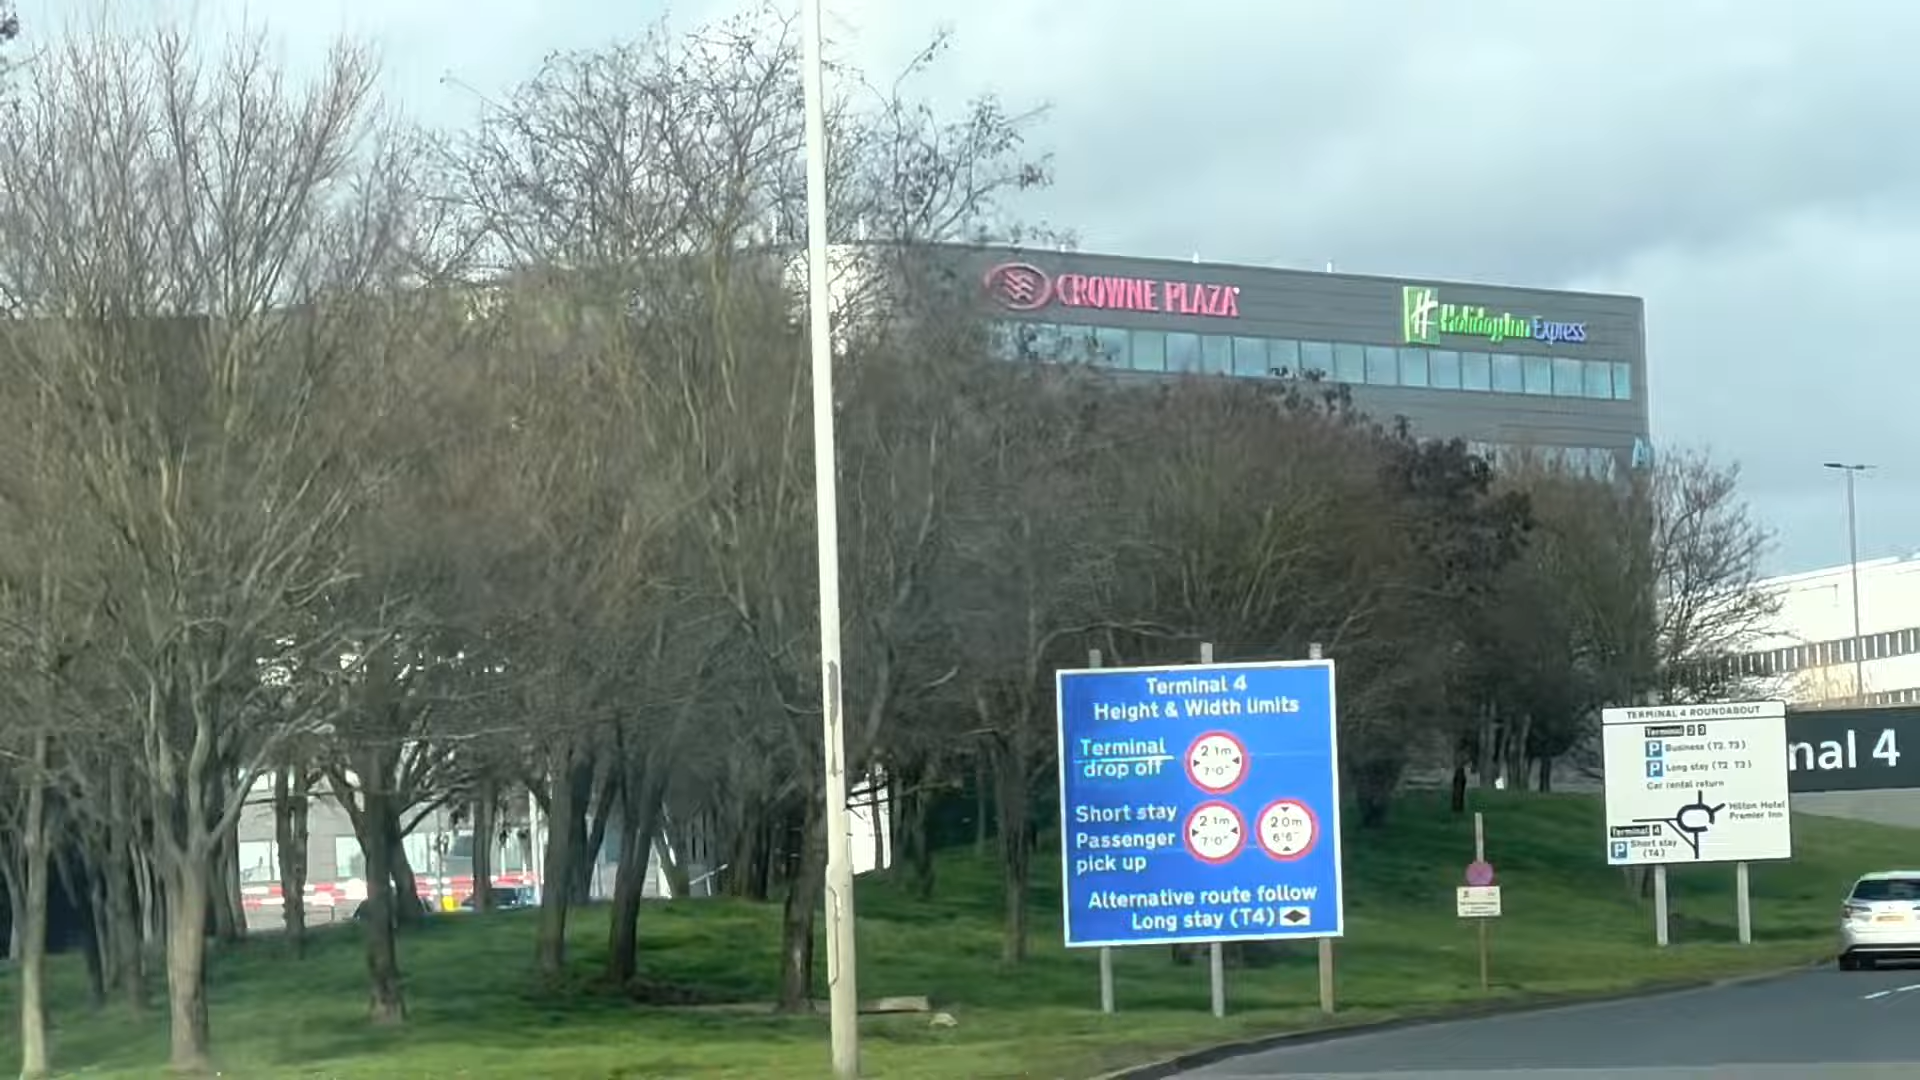 CROWNE PLAZA
Holiday Inn Express
Terminal 4
Height & Width limits
Terminal
drop off
2.1m
7'0"
Short stay
Passenger
pick up
2.1m
7'0"
2.0m
6'6"
Alternative route follow
Long stay (T4)
TERMINAL 4 ROUNDABOUT
Terminal 2 3
P Business (T2, T3)
P Long stay (T2, T3)
Car rental return
Hilton Hotel
Premier Inn
Terminal 4
P Short stay
(T4)
nal 4